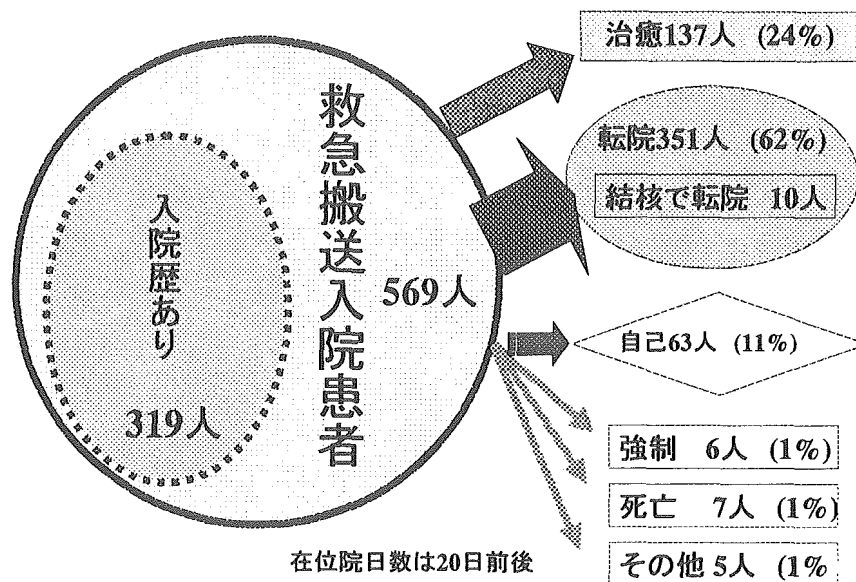 救急搬送入院患者
569人
入院歴あり
319人
治癒137人 (24%)
転院351人 (62%)
結核で転院 10人
自己63人 (11%)
強制 6人 (1%)
死亡 7人 (1%)
その他 5人 (1%
在位院日数は20日前後